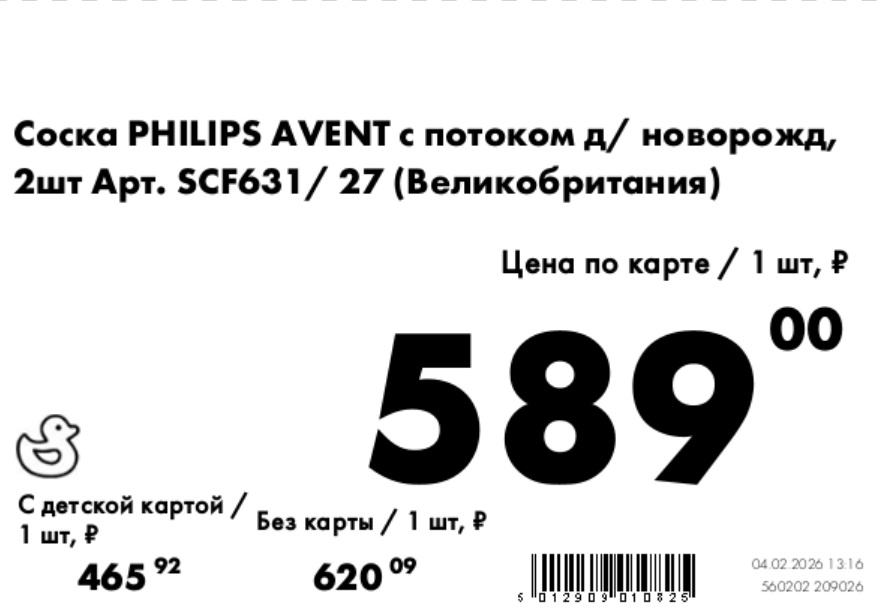 Соска PHILIPS AVENT с потоком д/ новорожд,
2шт Арт. SCF631/ 27 (Великобритания)
Цена по карте / 1 шт, ₽
589 00
С детской картой /
1 шт, ₽
Без карты / 1 шт, ₽
465 92
620 09
5 012909 010825
04.02.2026 13:16
560202 209026